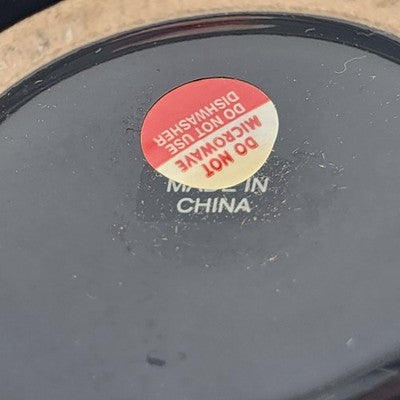 DO NOT
MICROWAVE
DO NOT USE
DISHWASHER
MADE IN
CHINA